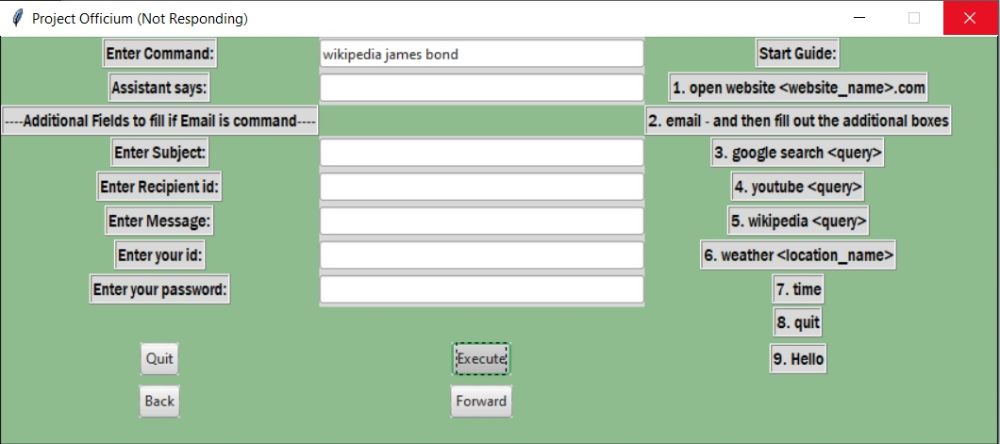 Project Officium (Not Responding)
Enter Command: wikipedia james bond Start Guide:
Assistant says: 1. open website <website_name>.com
----Additional Fields to fill if Email is command---- 2. email - and then fill out the additional boxes
Enter Subject: 3. google search <query>
Enter Recipient id: 4. youtube <query>
Enter Message: 5. wikipedia <query>
Enter your id: 6. weather <location_name>
Enter your password: 7. time
8. quit
Quit Execute 9. Hello
Back Forward